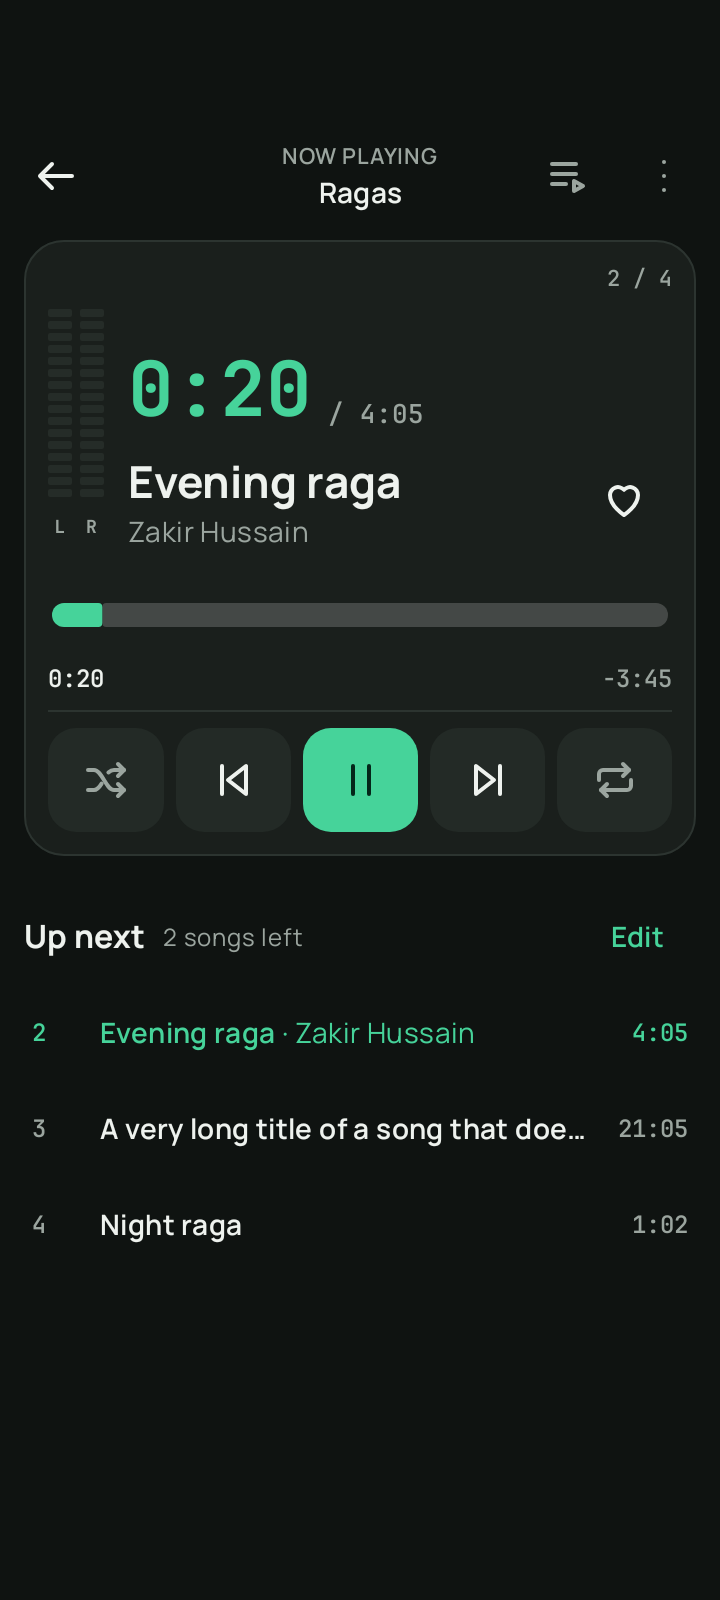 NOW PLAYING
Ragas
2 / 4
0:20 / 4:05
Evening raga
Zakir Hussain
L R
0:20 -3:45
Up next 2 songs left Edit
2 Evening raga · Zakir Hussain 4:05
3 A very long title of a song that doe… 21:05
4 Night raga 1:02